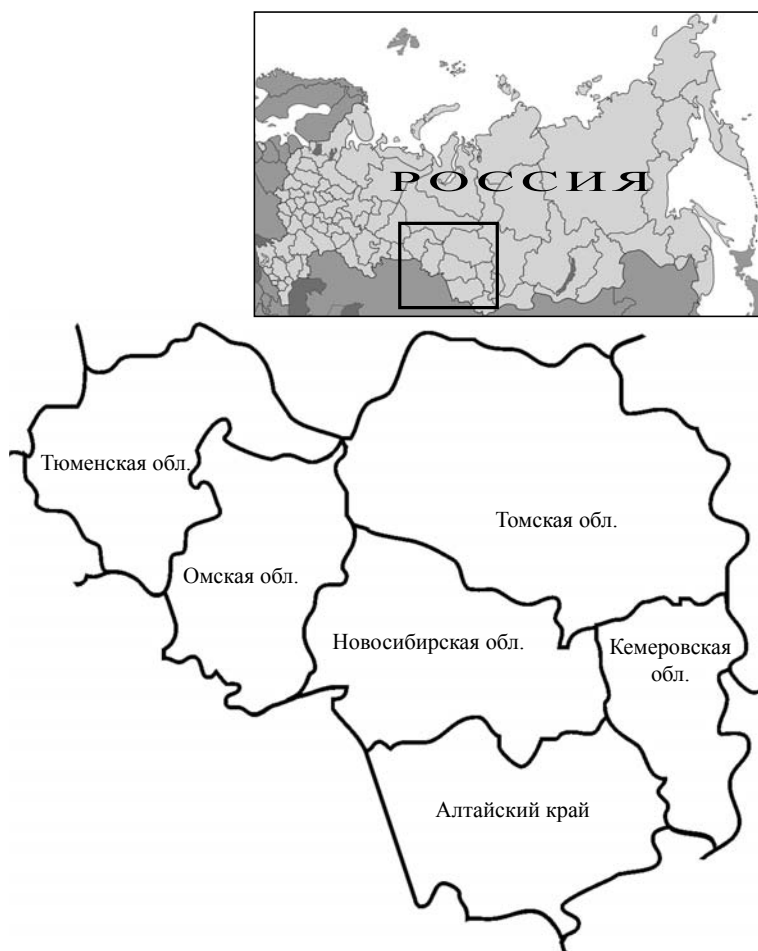 РОССИЯ
Тюменская обл.
Томская обл.
Омская обл.
Новосибирская обл.
Кемеровская
обл.
Алтайский край